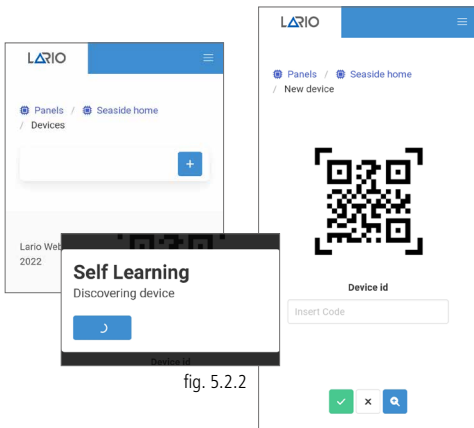 LARIO
Panels / Seaside home
/ Devices
+
Lario Web
2022
Self Learning
Discovering device
Device id
fig. 5.2.2
LARIO
Panels / Seaside home
/ New device
Device id
Insert Code